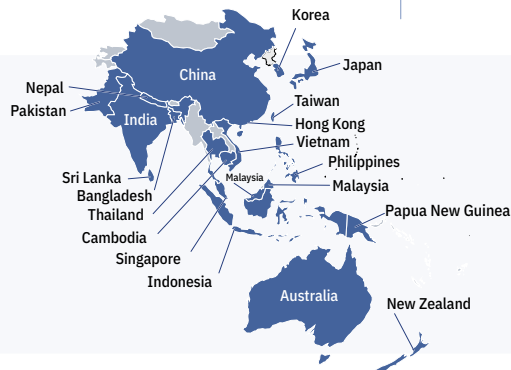 Korea
China
Japan
Nepal
Pakistan
India
Taiwan
Hong Kong
Vietnam
Philippines
Sri Lanka
Malaysia
Malaysia
Bangladesh
Thailand
Papua New Guinea
Cambodia
Singapore
Indonesia
Australia
New Zealand